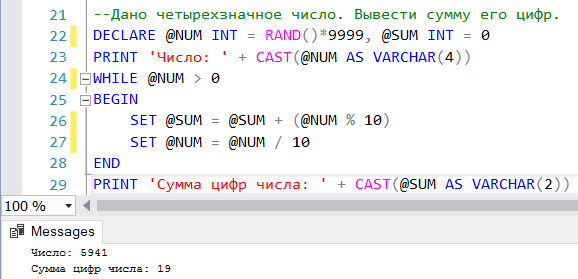 21 --Дано четырехзначное число. Вывести сумму его цифр.
22 DECLARE @NUM INT = RAND()*9999, @SUM INT = 0
23 PRINT 'Число: ' + CAST(@NUM AS VARCHAR(4))
24 WHILE @NUM > 0
25 BEGIN
26 SET @SUM = @SUM + (@NUM % 10)
27 SET @NUM = @NUM / 10
28 END
29 PRINT 'Сумма цифр числа: ' + CAST(@SUM AS VARCHAR(2))
100 %
Messages
Число: 5941
Сумма цифр числа: 19